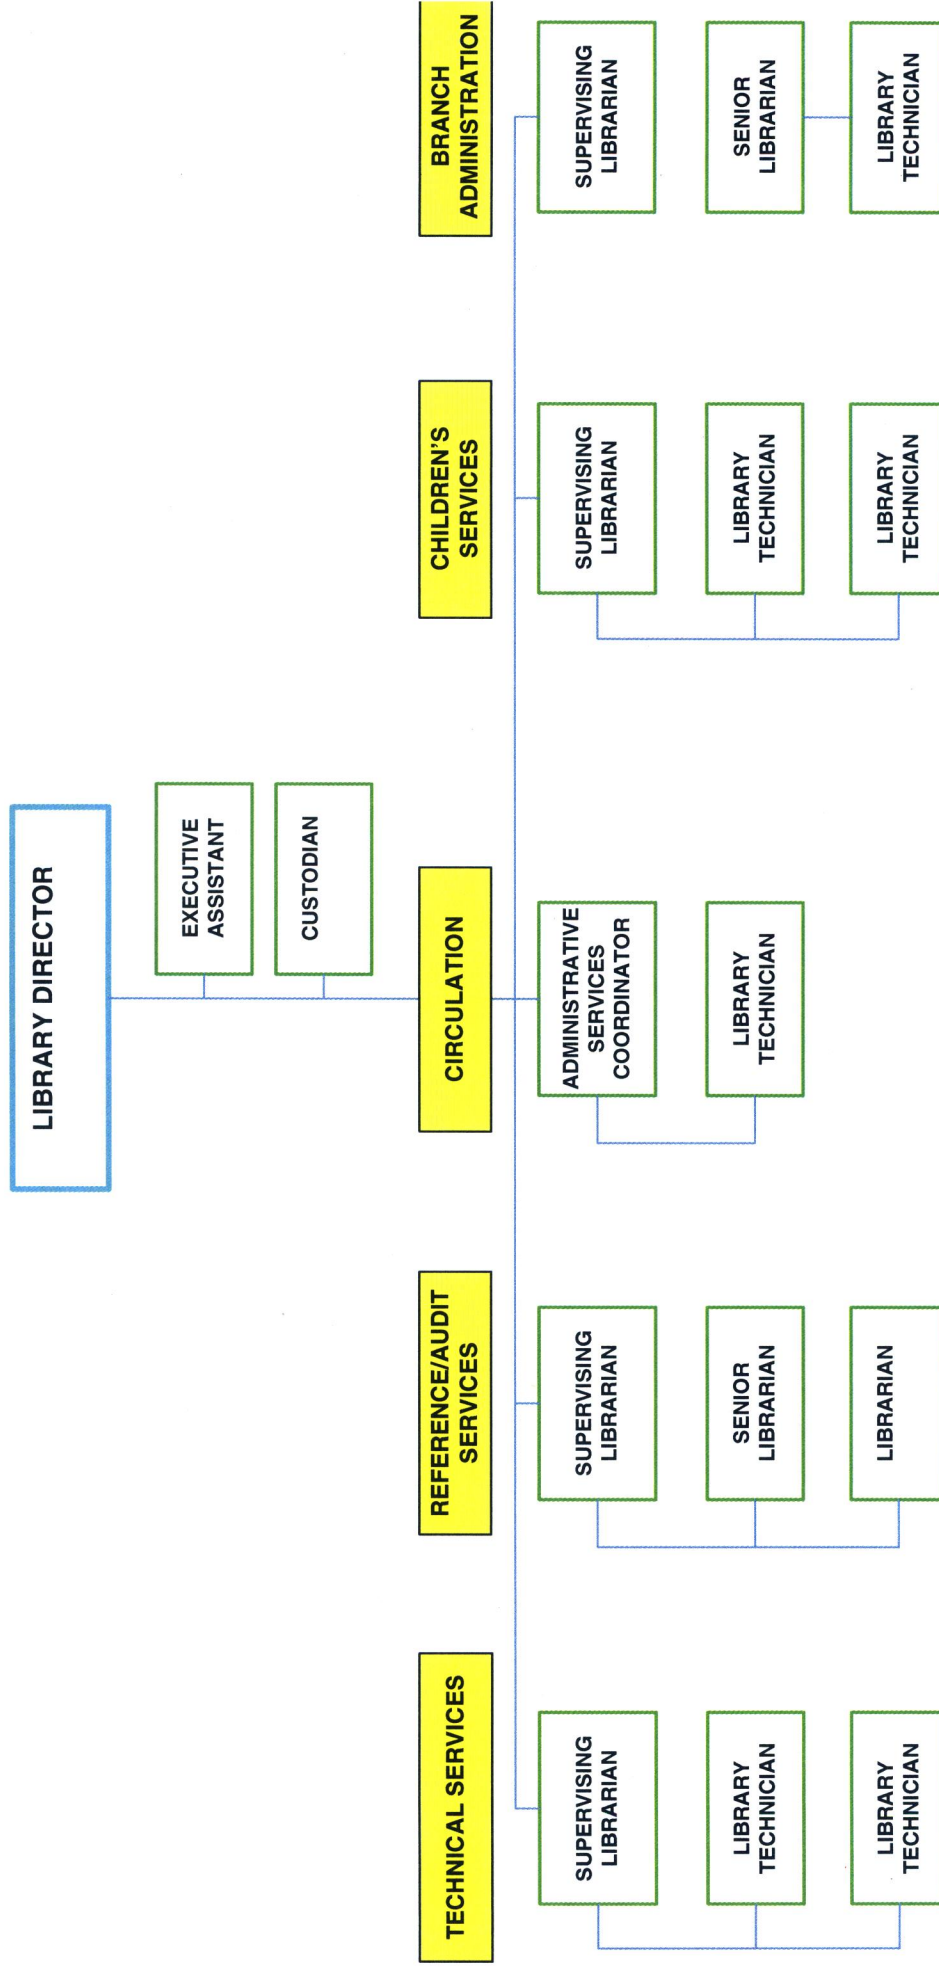 LIBRARY DIRECTOR
EXECUTIVE
ASSISTANT
CUSTODIAN
TECHNICAL SERVICES
REFERENCE/AUDIT
SERVICES
CIRCULATION
CHILDREN'S
SERVICES
BRANCH
ADMINISTRATION
SUPERVISING
LIBRARIAN
SUPERVISING
LIBRARIAN
ADMINISTRATIVE
SERVICES
COORDINATOR
SUPERVISING
LIBRARIAN
SUPERVISING
LIBRARIAN
LIBRARY
TECHNICIAN
SENIOR
LIBRARIAN
LIBRARY
TECHNICIAN
LIBRARY
TECHNICIAN
SENIOR
LIBRARIAN
LIBRARY
TECHNICIAN
LIBRARIAN
LIBRARY
TECHNICIAN
LIBRARY
TECHNICIAN